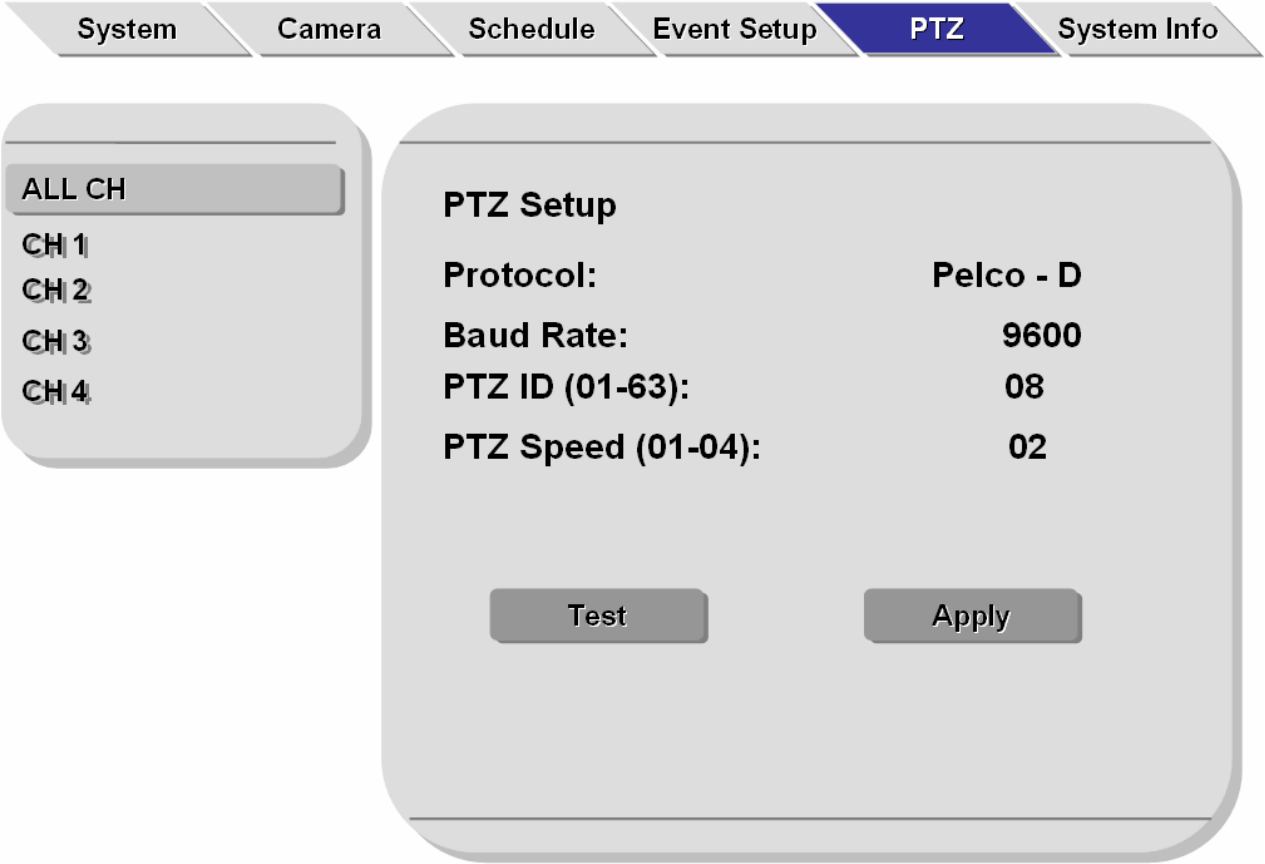 System Camera Schedule Event Setup PTZ System Info
ALL CH
CH 1
CH 2
CH 3
CH 4
PTZ Setup
Protocol: Pelco - D
Baud Rate: 9600
PTZ ID (01-63): 08
PTZ Speed (01-04): 02
Test Apply